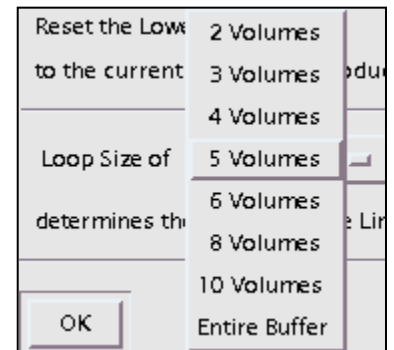 Reset the Lowe
to the current
Loop Size of
determines the
2 Volumes
3 Volumes
4 Volumes
5 Volumes
6 Volumes
8 Volumes
10 Volumes
Entire Buffer
OK